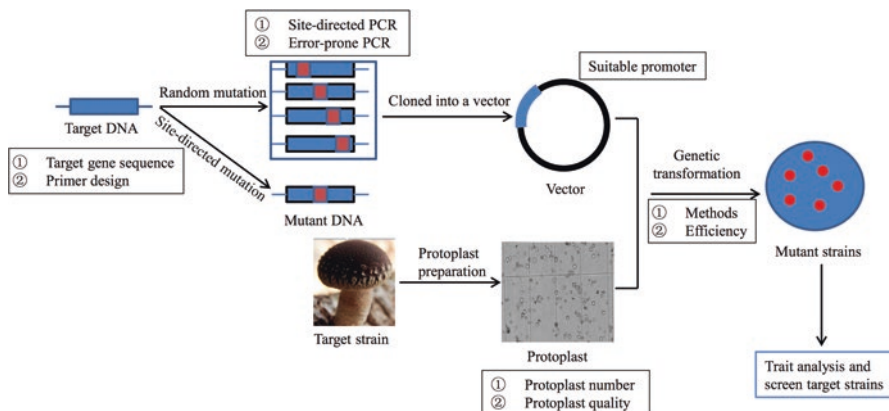 ① Site-directed PCR
② Error-prone PCR
Random mutation
Cloned into a vector
Suitable promoter
Target DNA
Site-directed mutation
① Target gene sequence
② Primer design
Vector
Genetic
transformation
① Methods
② Efficiency
Mutant DNA
Mutant strains
Protoplast
preparation
Target strain
Protoplast
① Protoplast number
② Protoplast quality
Trait analysis and
screen target strains